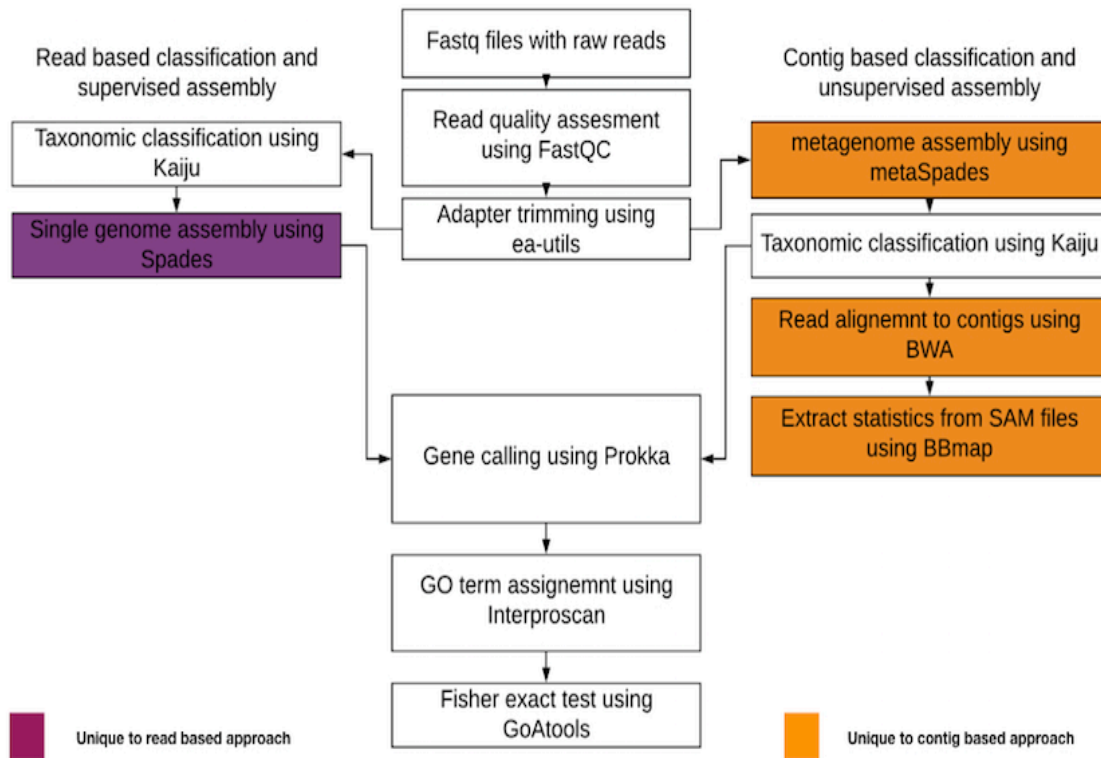 Fastq files with raw reads
Read based classification and
supervised assembly
Contig based classification and
unsupervised assembly
Read quality assesment
using FastQC
Taxonomic classification using
Kaiju
metagenome assembly using
metaSpades
Adapter trimming using
ea-utils
Single genome assembly using
Spades
Taxonomic classification using Kaiju
Read alignemnt to contigs using
BWA
Extract statistics from SAM files
using BBmap
Gene calling using Prokka
GO term assignemnt using
Interproscan
Fisher exact test using
GoAtools
Unique to read based approach
Unique to contig based approach